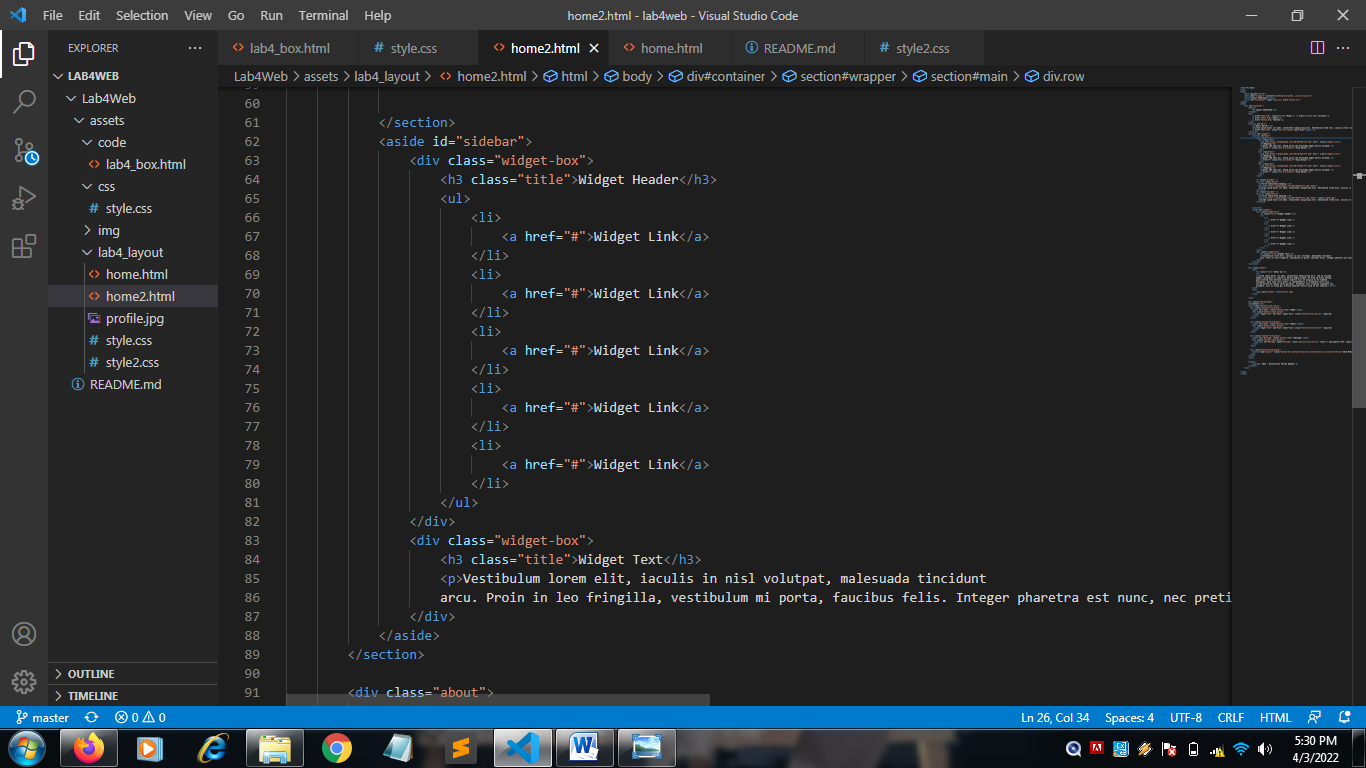 File Edit Selection View Go Run Terminal Help home2.html - lab4web - Visual Studio Code
EXPLORER ···
lab4_box.html # style.css home2.html home.html README.md # style2.css
LAB4WEB
Lab4Web
assets
code
lab4_box.html
css
# style.css
img
lab4_layout
home.html
home2.html
profile.jpg
# style.css
# style2.css
README.md
OUTLINE
TIMELINE
Lab4Web > assets > lab4_layout > home2.html > html > body > div#container > section#wrapper > section#main > div.row
60
61 </section>
62 <aside id="sidebar">
63 <div class="widget-box">
64 <h3 class="title">Widget Header</h3>
65 <ul>
66 <li>
67 <a href="#">Widget Link</a>
68 </li>
69 <li>
70 <a href="#">Widget Link</a>
71 </li>
72 <li>
73 <a href="#">Widget Link</a>
74 </li>
75 <li>
76 <a href="#">Widget Link</a>
77 </li>
78 <li>
79 <a href="#">Widget Link</a>
80 </li>
81 </ul>
82 </div>
83 <div class="widget-box">
84 <h3 class="title">Widget Text</h3>
85 <p>Vestibulum lorem elit, iaculis in nisl volutpat, malesuada tincidunt
86 arcu. Proin in leo fringilla, vestibulum mi porta, faucibus felis. Integer pharetra est nunc, nec preti
87 </div>
88 </aside>
89 </section>
90
91 <div class="about">
master 0 0 Ln 26, Col 34 Spaces: 4 UTF-8 CRLF HTML
5:30 PM
4/3/2022